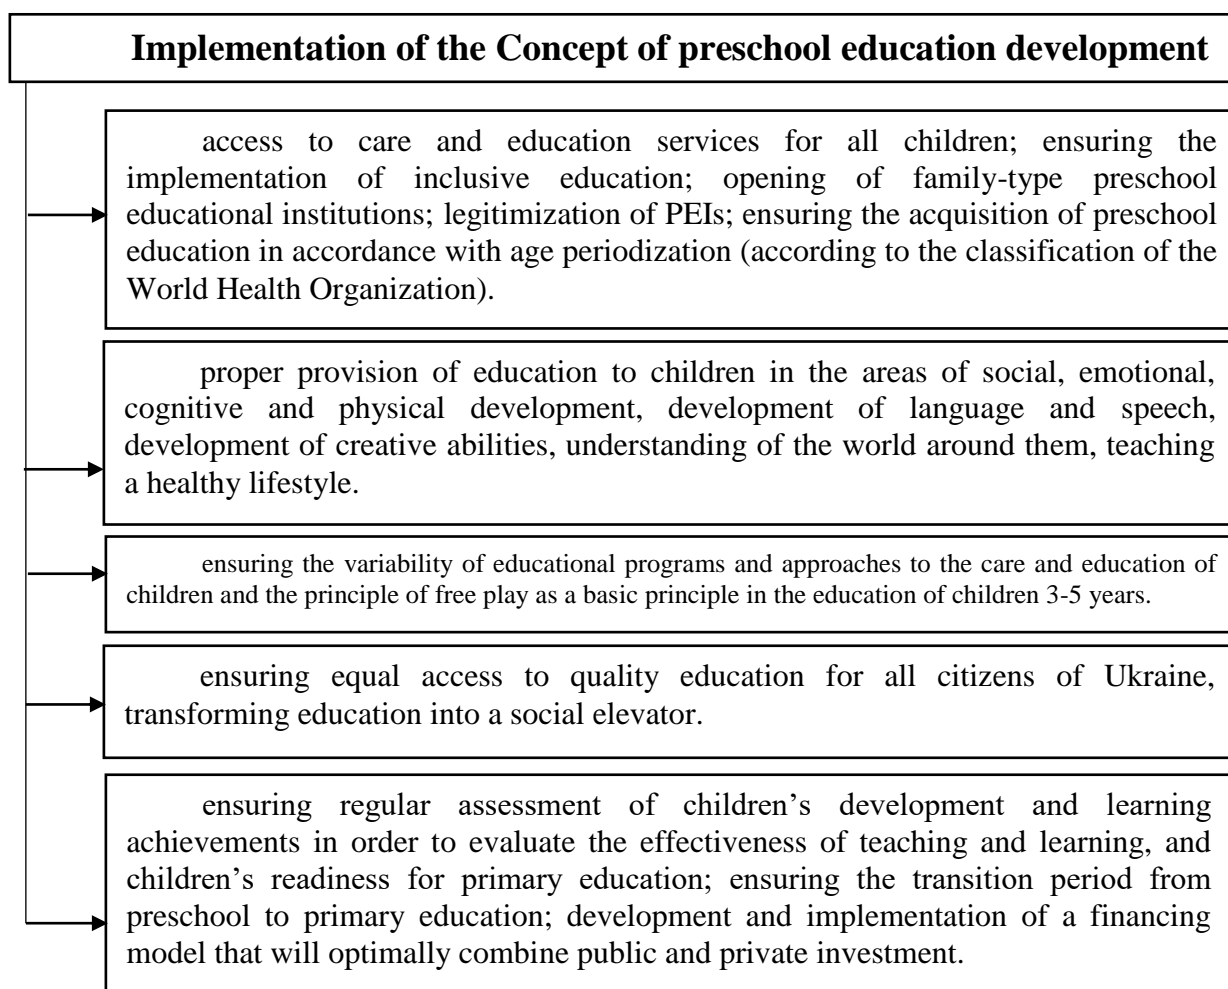 Implementation of the Concept of preschool education development
access to care and education services for all children; ensuring the
implementation of inclusive education; opening of family-type preschool
educational institutions; legitimization of PEIs; ensuring the acquisition of preschool
education in accordance with age periodization (according to the classification of the
World Health Organization).
proper provision of education to children in the areas of social, emotional,
cognitive and physical development, development of language and speech,
development of creative abilities, understanding of the world around them, teaching
a healthy lifestyle.
ensuring the variability of educational programs and approaches to the care and education of
children and the principle of free play as a basic principle in the education of children 3-5 years.
ensuring equal access to quality education for all citizens of Ukraine,
transforming education into a social elevator.
ensuring regular assessment of children’s development and learning
achievements in order to evaluate the effectiveness of teaching and learning, and
children’s readiness for primary education; ensuring the transition period from
preschool to primary education; development and implementation of a financing
model that will optimally combine public and private investment.